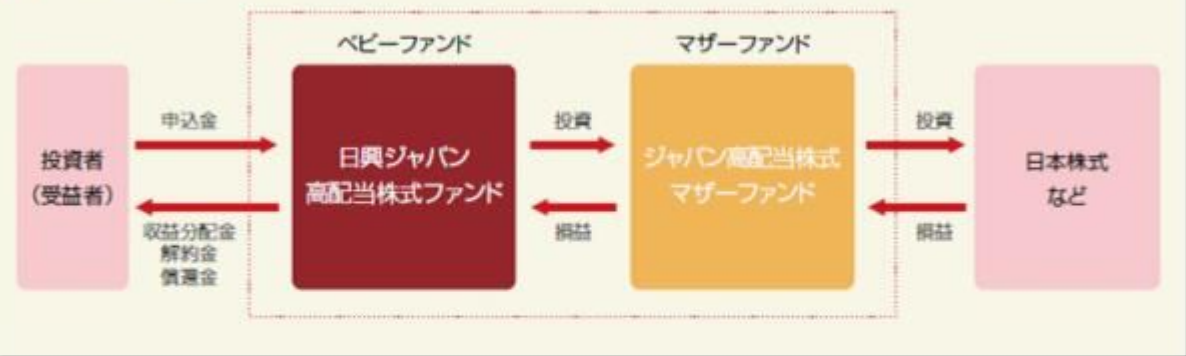 ベビーファンド
マザーファンド
投資者
(受益者)
申込金
収益分配金
解約金
償還金
日興ジャパン
高配当株式ファンド
投資
損益
ジャパン高配当株式
マザーファンド
投資
損益
日本株式
など